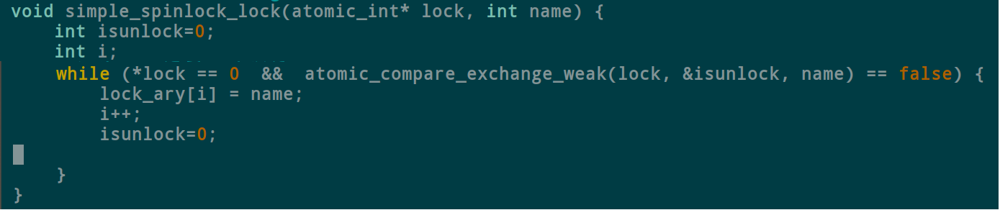 void simple_spinlock_lock(atomic_int* lock, int name) {
    int isunlock=0;
    int i;
    while (*lock == 0  &&  atomic_compare_exchange_weak(lock, &isunlock, name) == false) {
        lock_ary[i] = name;
        i++;
        isunlock=0;
    }
}